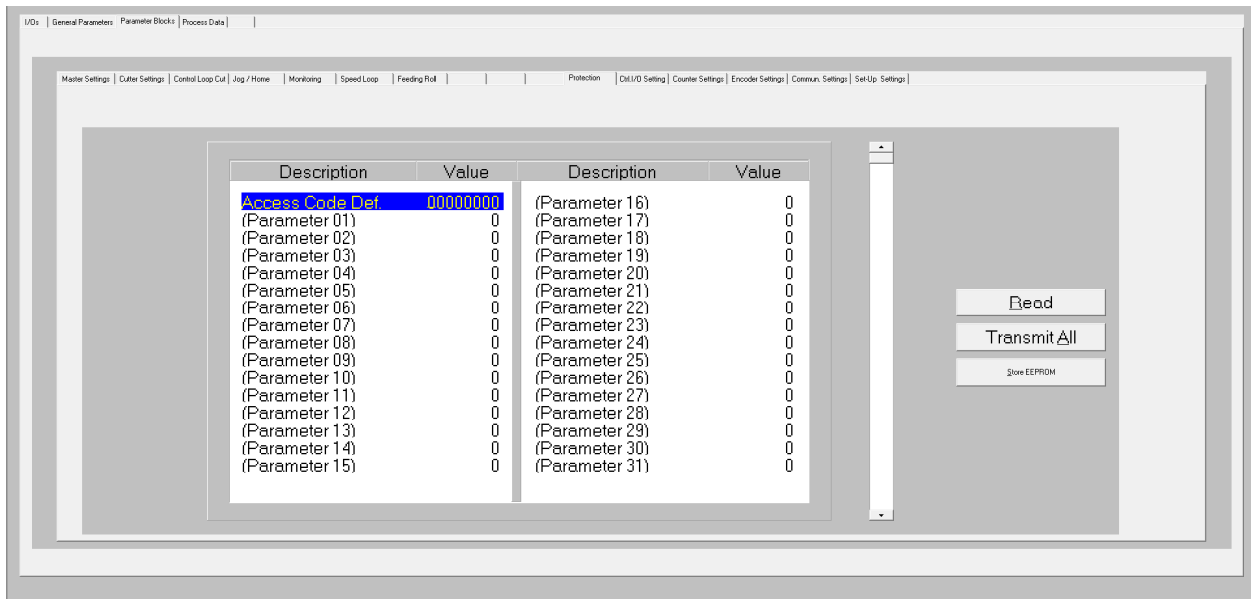 I/Os General Parameters Parameter Blocks Process Data
Master Settings Cutter Settings Control Loop Cut Jog / Home Monitoring Speed Loop Feeding Roll Protection Ctrl.I/O Setting Counter Settings Encoder Settings Commun. Settings Set-Up Settings
Description Value Description Value
Access Code Def. 00000000 (Parameter 16) 0
(Parameter 01) 0 (Parameter 17) 0
(Parameter 02) 0 (Parameter 18) 0
(Parameter 03) 0 (Parameter 19) 0
(Parameter 04) 0 (Parameter 20) 0
(Parameter 05) 0 (Parameter 21) 0
(Parameter 06) 0 (Parameter 22) 0
(Parameter 07) 0 (Parameter 23) 0
(Parameter 08) 0 (Parameter 24) 0
(Parameter 09) 0 (Parameter 25) 0
(Parameter 10) 0 (Parameter 26) 0
(Parameter 11) 0 (Parameter 27) 0
(Parameter 12) 0 (Parameter 28) 0
(Parameter 13) 0 (Parameter 29) 0
(Parameter 14) 0 (Parameter 30) 0
(Parameter 15) 0 (Parameter 31) 0
Read
Transmit All
Store EEPROM